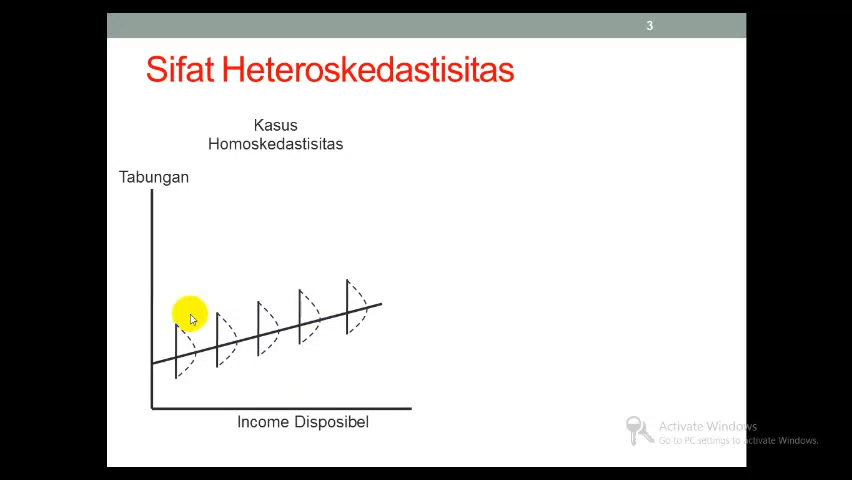 3
Sifat Heteroskedastisitas
Kasus
Homoskedastisitas
Tabungan
Income Disposibel
Activate Windows
Go to PC settings to activate Windows.